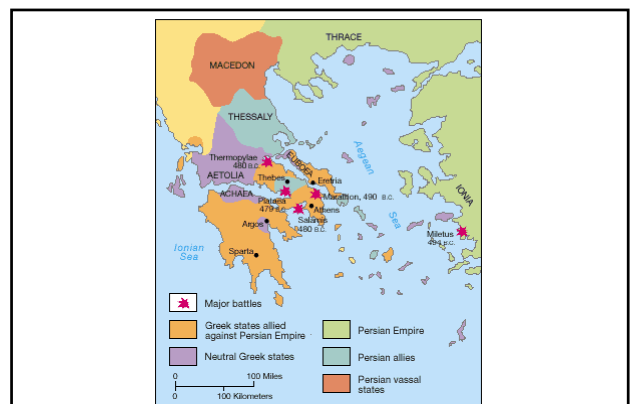 THRACE
MACEDON
THESSALY
Aegean
Sea
Thermopylae
480 B.C.
EUBOEA
AETOLIA
Thebes
Eretria
ACHAEA
Plataea
479 B.C.
Marathon, 490 B.C.
IONIA
Athens
Salamis
480 B.C.
Argos
Miletus
494 B.C.
Ionian
Sea
Sparta
Major battles
Greek states allied
against Persian Empire
Neutral Greek states
Persian Empire
Persian allies
Persian vassal
states
0 100 Miles
0 100 Kilometers